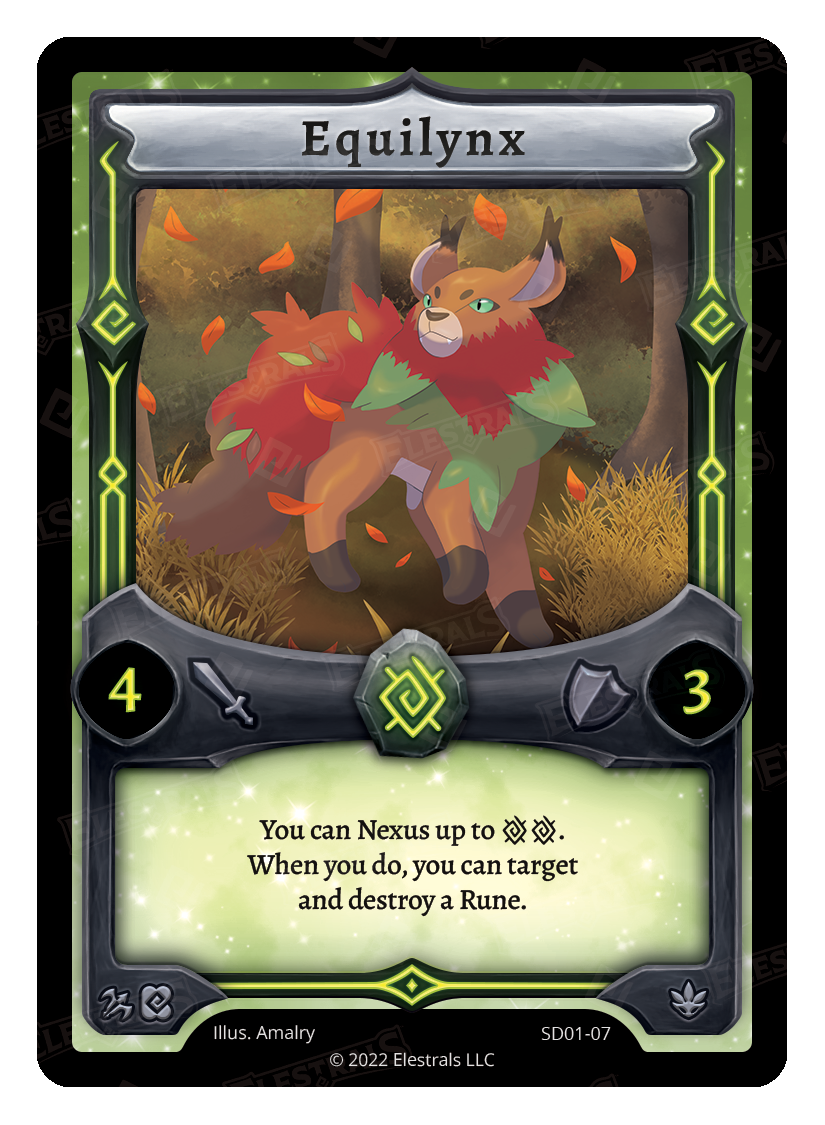 Equilynx
4
3
You can Nexus up to .
When you do, you can target
and destroy a Rune.
Illus. Amalry
SD01-07
© 2022 Elestrals LLC
ELESTRALS